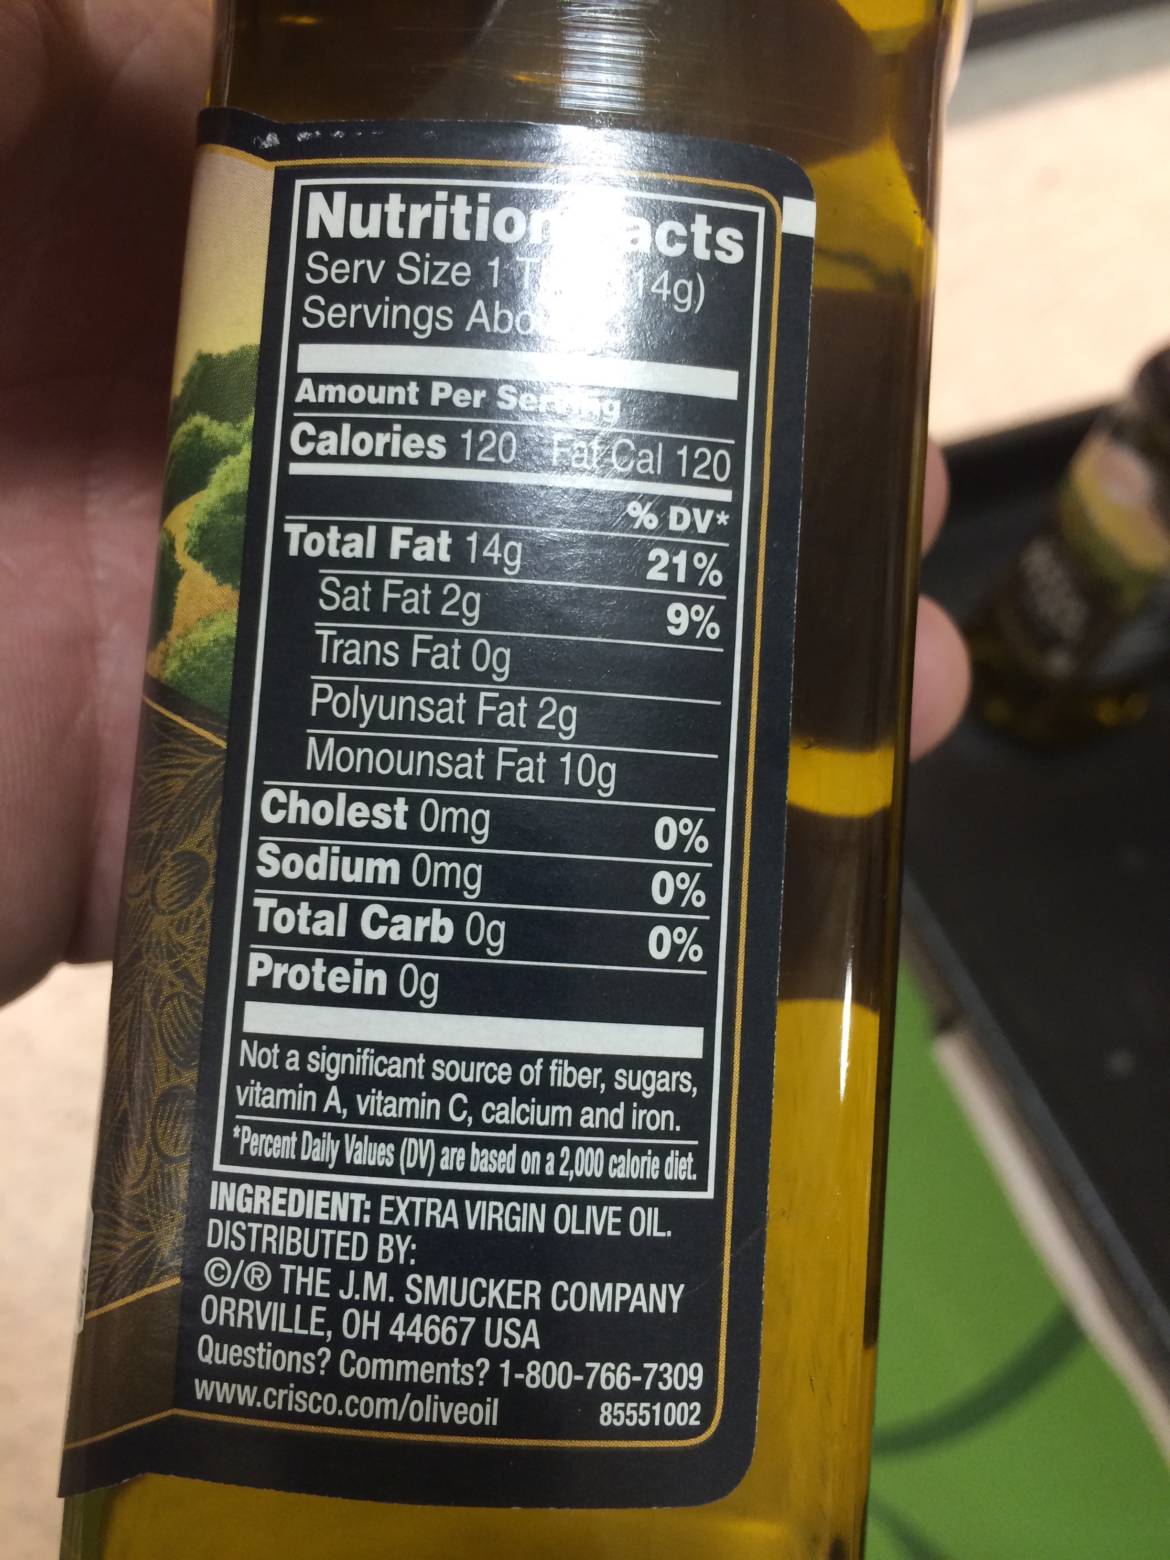 Nutrition Facts
Serv Size 1 14g)
Servings
Amount Per Serving
Calories 120 Fat Cal 120
% DV*
Total Fat 14g 21%
Sat Fat 2g 9%
Trans Fat 0g
Polyunsat Fat 2g
Monounsat Fat 10g
Cholest 0mg 0%
Sodium 0mg 0%
Total Carb 0g 0%
Protein 0g
Not a significant source of fiber, sugars,
vitamin A, vitamin C, calcium and iron.
*Percent Daily Values (DV) are based on a 2,000 calorie diet.
INGREDIENT: EXTRA VIRGIN OLIVE OIL.
DISTRIBUTED BY:
©/® THE J.M. SMUCKER COMPANY
ORRVILLE, OH 44667 USA
Questions? Comments? 1-800-766-7309
www.crisco.com/oliveoil 85551002